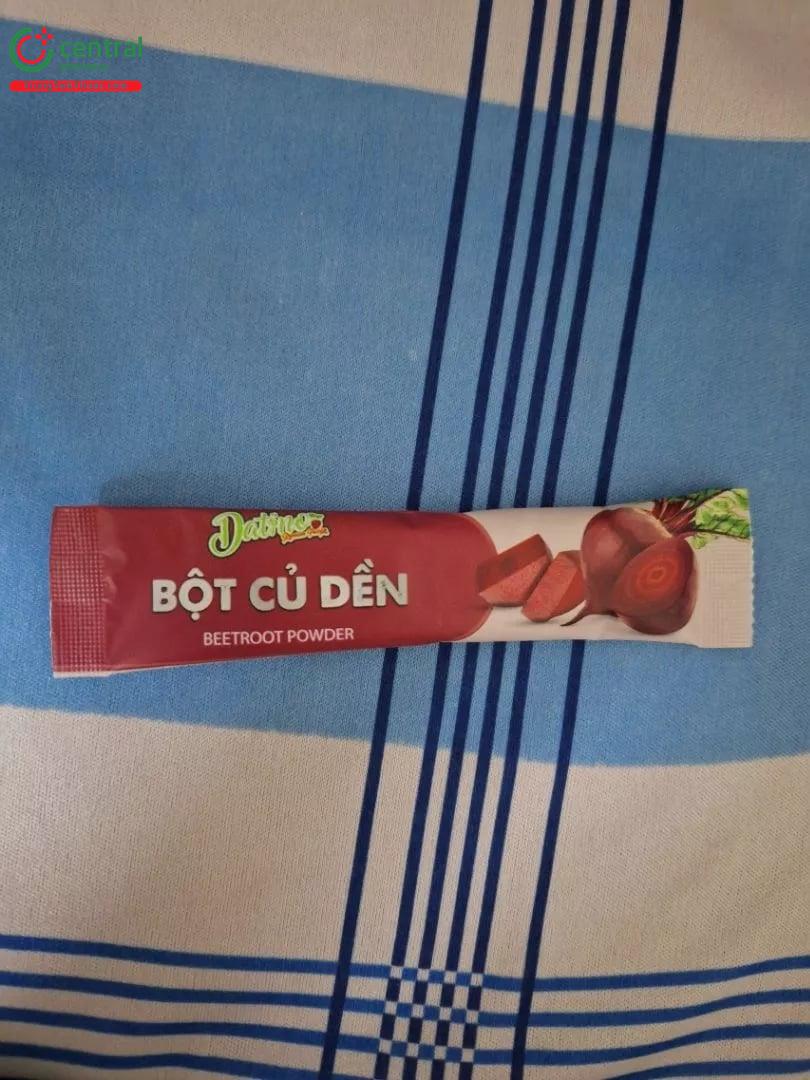 central
Datino
BỘT CỦ DỀN
BEETROOT POWDER